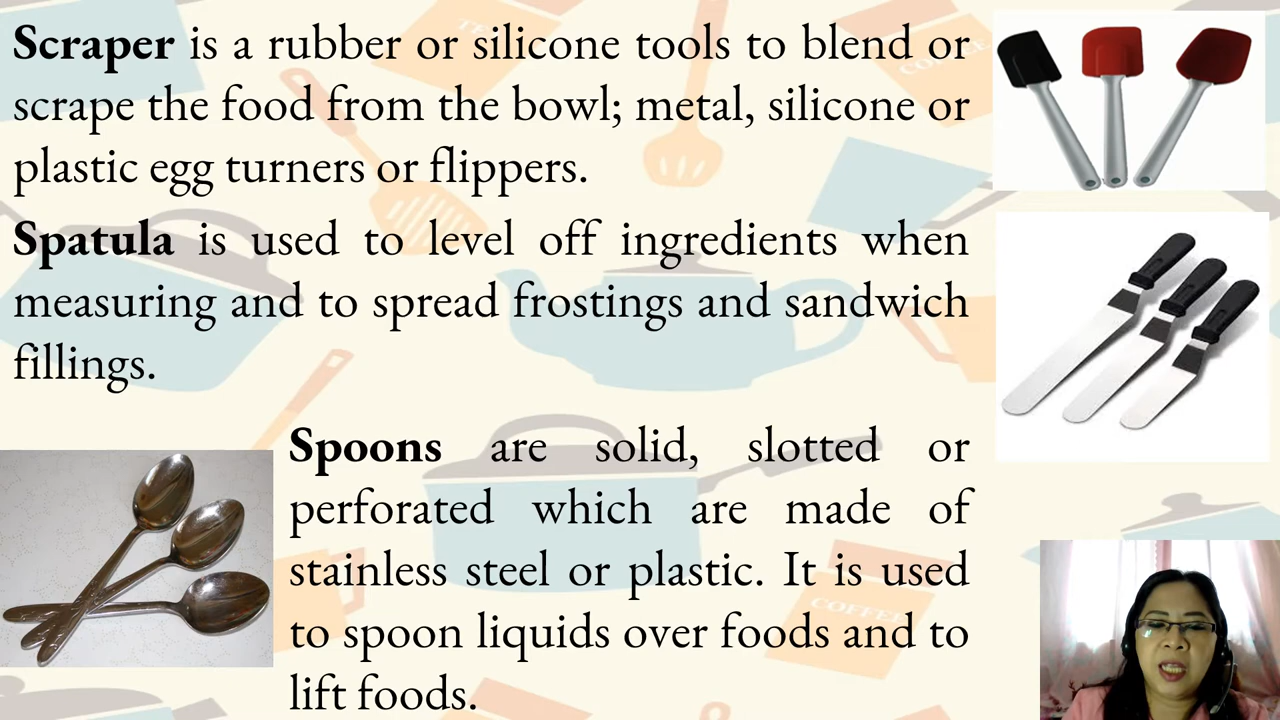 Scraper is a rubber or silicone tools to blend or
scrape the food from the bowl; metal, silicone or
plastic egg turners or flippers.
Spatula is used to level off ingredients when
measuring and to spread frostings and sandwich
fillings.
Spoons are solid, slotted or
perforated which are made of
stainless steel or plastic. It is used
to spoon liquids over foods and to
lift foods.
COFFEE